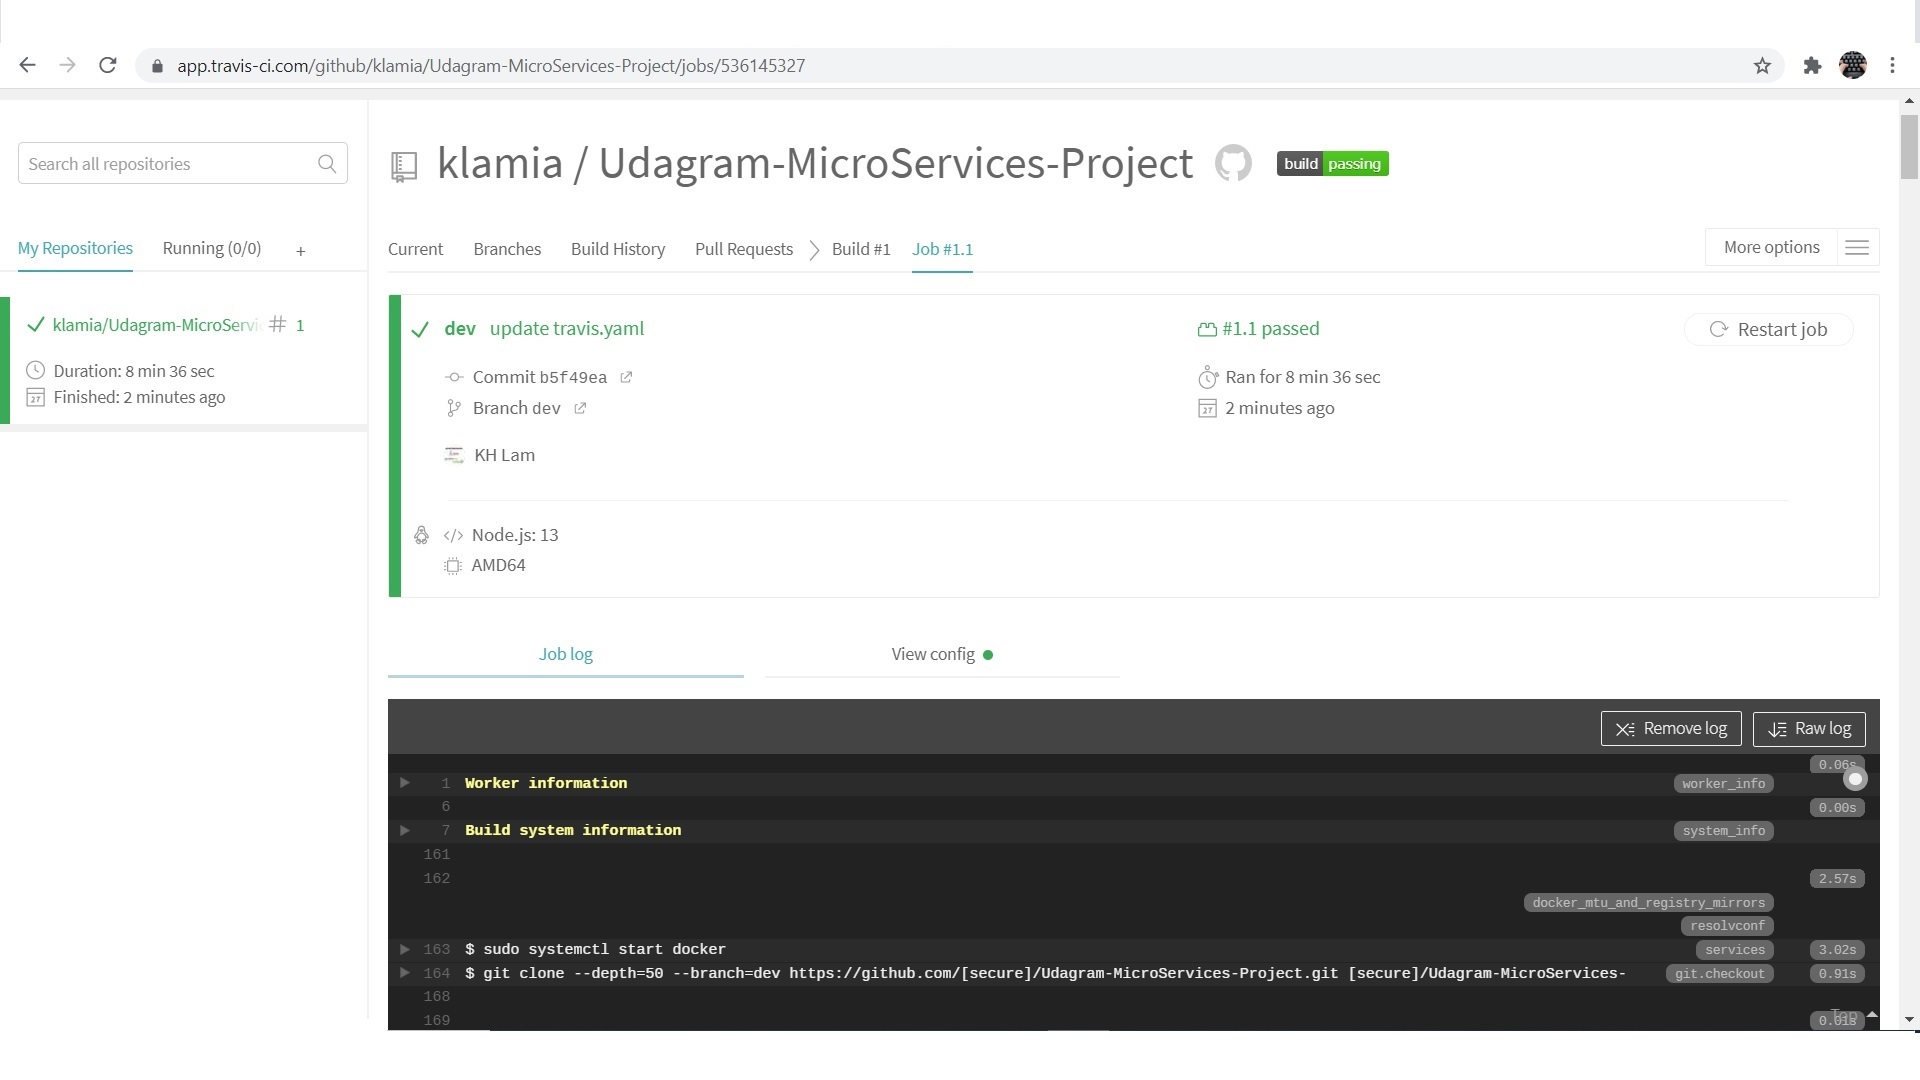 app.travis-ci.com/github/klamia/Udagram-MicroServices-Project/jobs/536145327
Search all repositories
My Repositories
Running (0/0)
+
klamia/Udagram-MicroServi # 1
Duration: 8 min 36 sec
27 Finished: 2 minutes ago
klamia / Udagram-MicroServices-Project
build passing
Current
Branches
Build History
Pull Requests
Build #1
Job #1.1
More options
dev update travis.yaml
#1.1 passed
Restart job
Commit b5f49ea
Ran for 8 min 36 sec
Branch dev
27 2 minutes ago
KH Lam
</> Node.js: 13
AMD64
Job log
View config
Remove log
Raw log
0.06s
1 Worker information worker_info
6 0.00s
7 Build system information system_info
161
162 2.57s
docker_mtu_and_registry_mirrors
resolvconf
163 $ sudo systemctl start docker services 3.02s
164 $ git clone --depth=50 --branch=dev https://github.com/[secure]/Udagram-MicroServices-Project.git [secure]/Udagram-MicroServices- git.checkout 0.91s
168
Top
169 0.01s